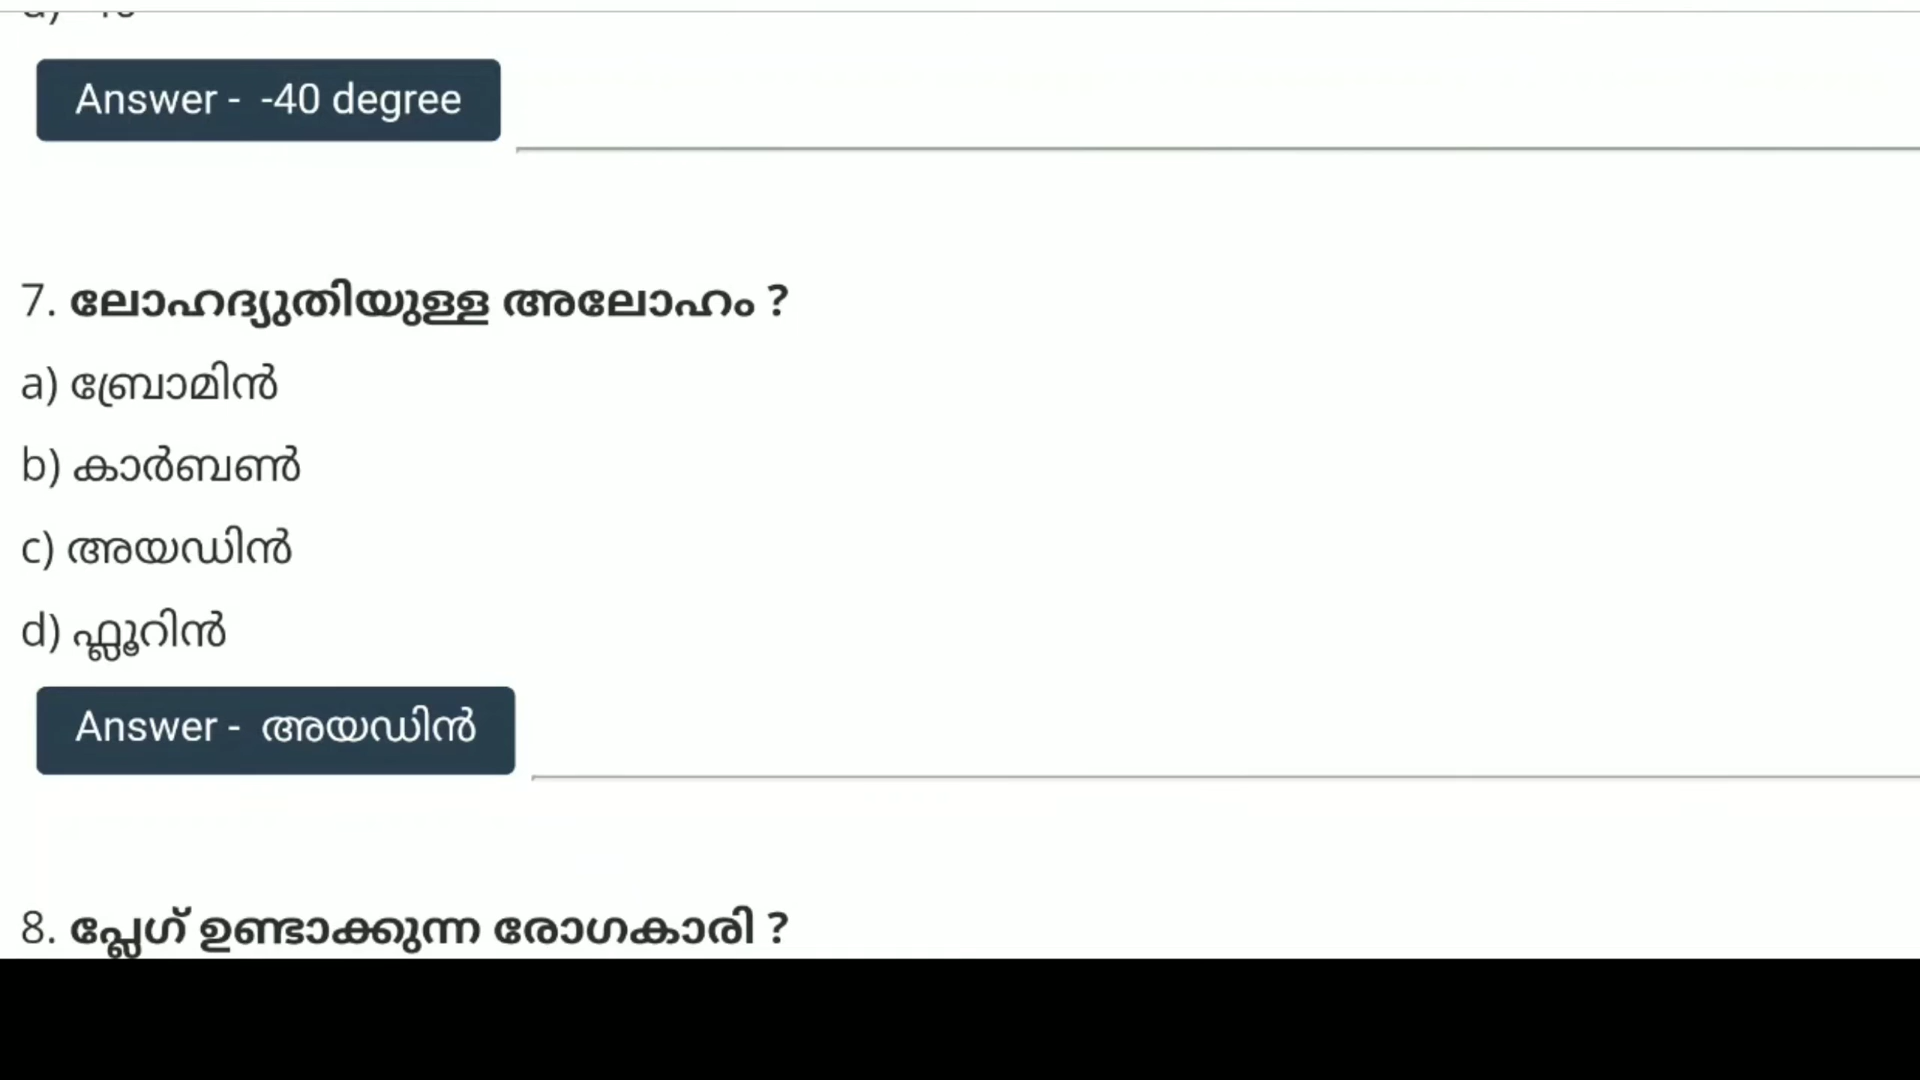 Answer - -40 degree
7. ലോഹദ്യുതിയുള്ള അലോഹം ?
a) ബ്രോമിൻ
b) കാർബൺ
c) അയഡിൻ
d) ഫ്ലൂറിൻ
Answer - അയഡിൻ
8. പ്ലേഗ് ഉണ്ടാക്കുന്ന രോഗകാരി ?